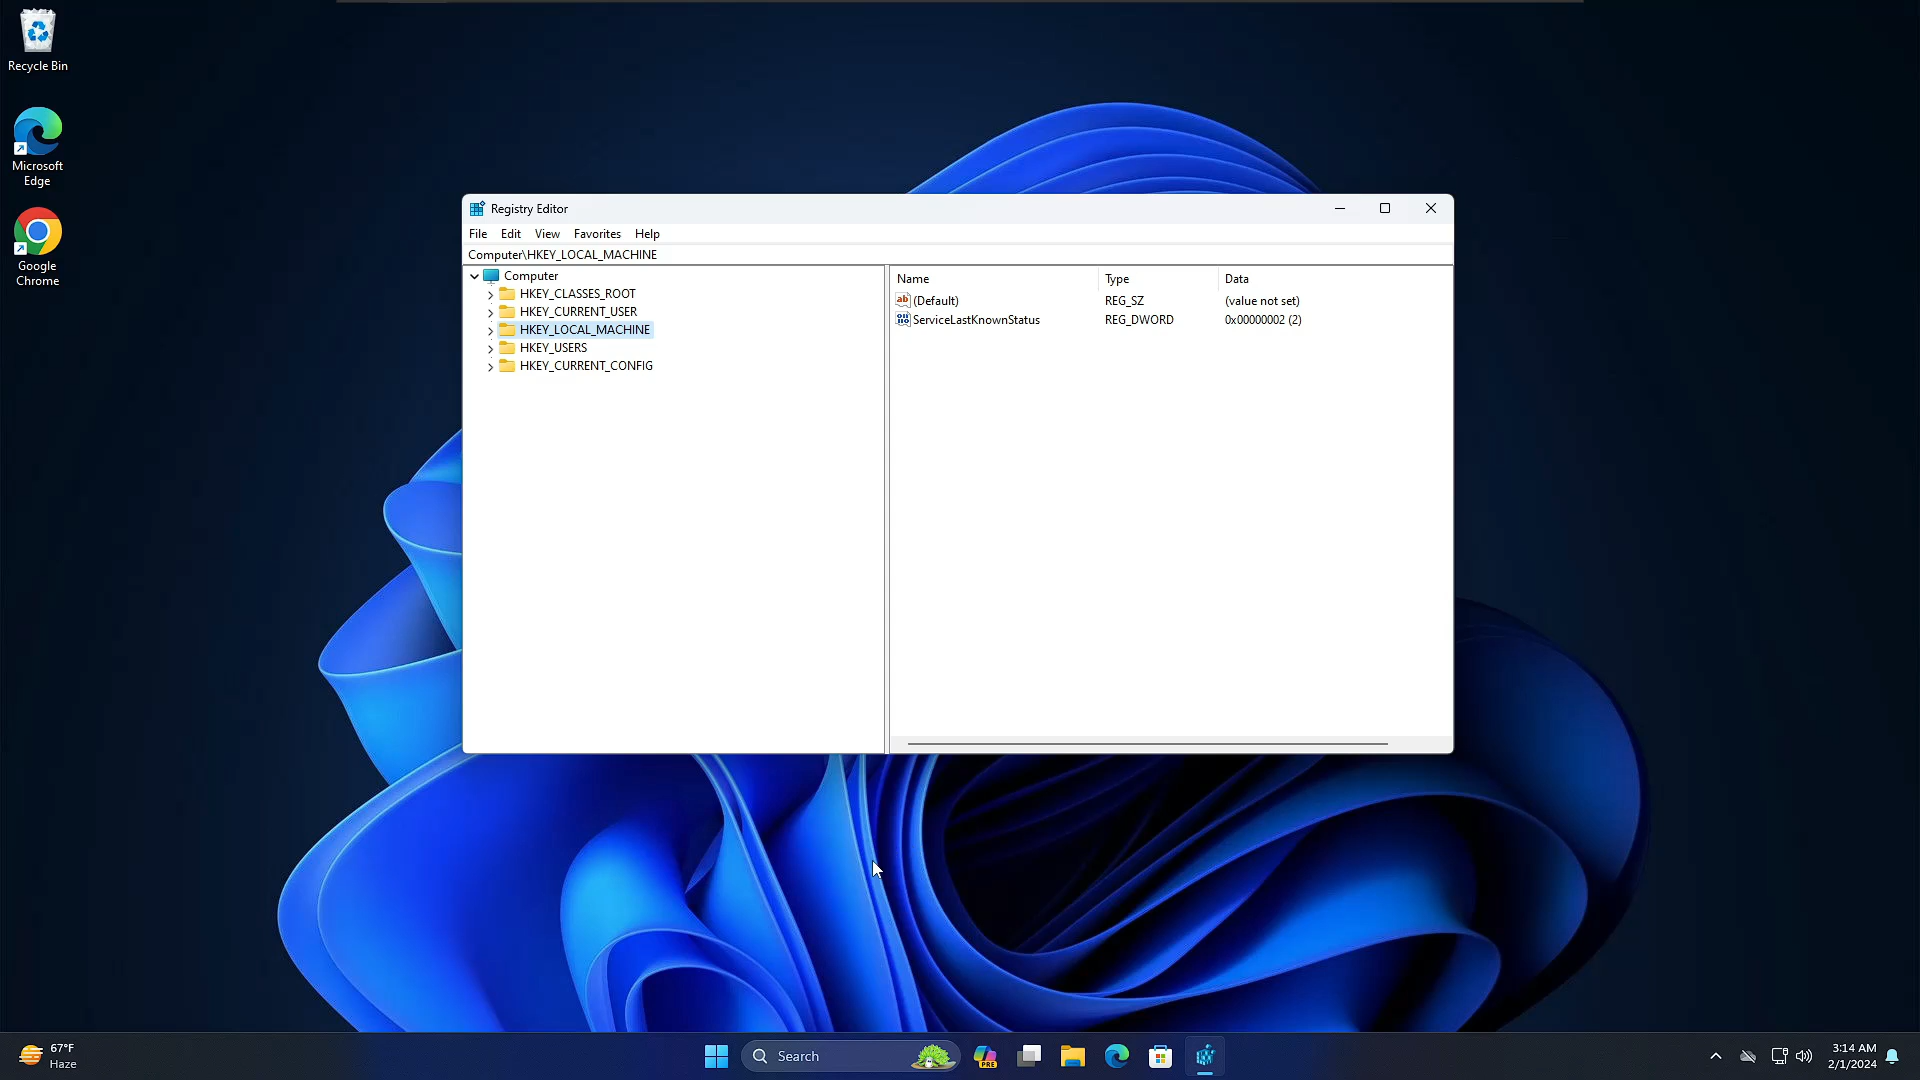 Recycle Bin
Microsoft
Edge
Google
Chrome
Registry Editor
File Edit View Favorites Help
Computer\HKEY_LOCAL_MACHINE
Computer
HKEY_CLASSES_ROOT
HKEY_CURRENT_USER
HKEY_LOCAL_MACHINE
HKEY_USERS
HKEY_CURRENT_CONFIG
Name Type Data
ab (Default) REG_SZ (value not set)
ServiceLastKnownStatus REG_DWORD 0x00000002 (2)
67°F
Haze
Search
PRE
3:14 AM
2/1/2024